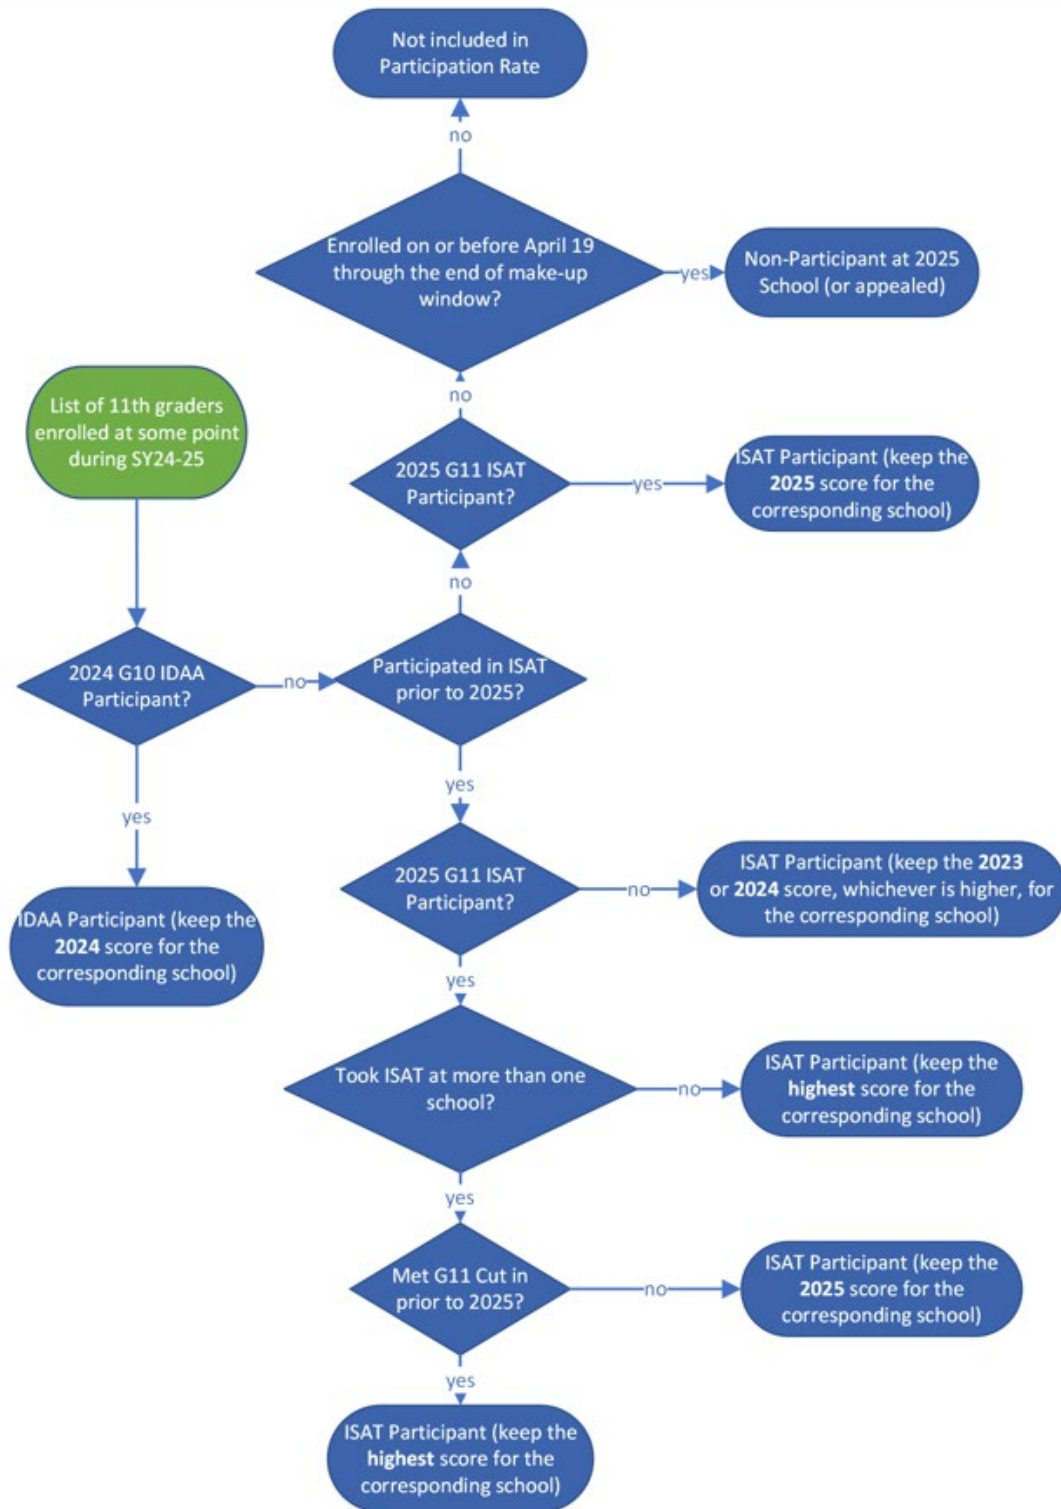 Not included in
Participation Rate
no
Enrolled on or before April 19
through the end of make-up
window?
yes
Non-Participant at 2025
School (or appealed)
no
List of 11th graders
enrolled at some point
during SY24-25
2025 G11 ISAT
Participant?
yes
ISAT Participant (keep the
2025 score for the
corresponding school)
no
2024 G10 IDAA
Participant?
no
Participated in ISAT
prior to 2025?
yes
yes
IDAA Participant (keep the
2024 score for the
corresponding school)
2025 G11 ISAT
Participant?
no
ISAT Participant (keep the 2023
or 2024 score, whichever is higher, for
the corresponding school)
yes
Took ISAT at more than one
school?
no
ISAT Participant (keep the
highest score for the
corresponding school)
yes
Met G11 Cut in
prior to 2025?
no
ISAT Participant (keep the
2025 score for the
corresponding school)
yes
ISAT Participant (keep the
highest score for the
corresponding school)